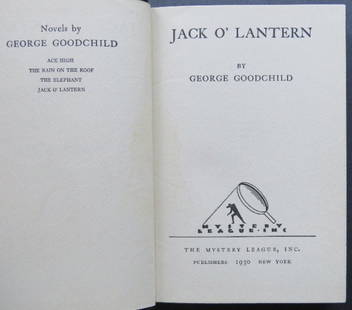 Novels by
GEORGE GOODCHILD
ACE HIGH
THE RAIN ON THE ROOF
THE ELEPHANT
JACK O' LANTERN
JACK O' LANTERN
BY
GEORGE GOODCHILD
MYSTERY
LEAGUE·INC
THE MYSTERY LEAGUE, INC.
PUBLISHERS 1930 NEW YORK